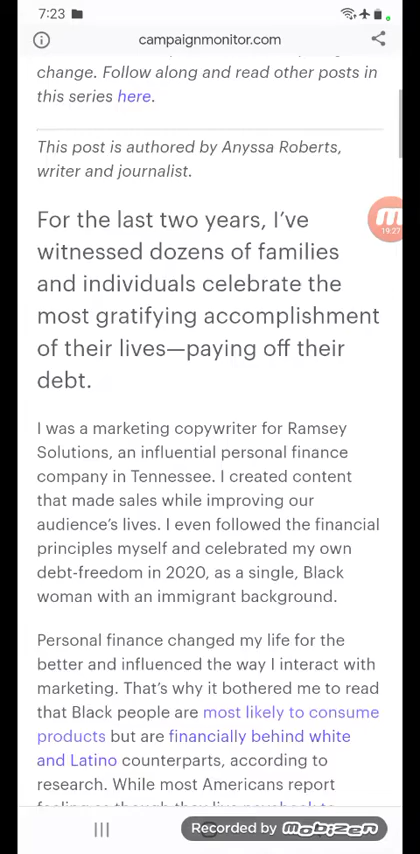 7:23
campaignmonitor.com
change. Follow along and read other posts in
this series here.
This post is authored by Anyssa Roberts,
writer and journalist.
For the last two years, I've
witnessed dozens of families
and individuals celebrate the
most gratifying accomplishment
of their lives—paying off their
debt.
19:27
I was a marketing copywriter for Ramsey
Solutions, an influential personal finance
company in Tennessee. I created content
that made sales while improving our
audience's lives. I even followed the financial
principles myself and celebrated my own
debt-freedom in 2020, as a single, Black
woman with an immigrant background.
Personal finance changed my life for the
better and influenced the way I interact with
marketing. That's why it bothered me to read
that Black people are most likely to consume
products but are financially behind white
and Latino counterparts, according to
research. While most Americans report
Recorded by mobizen